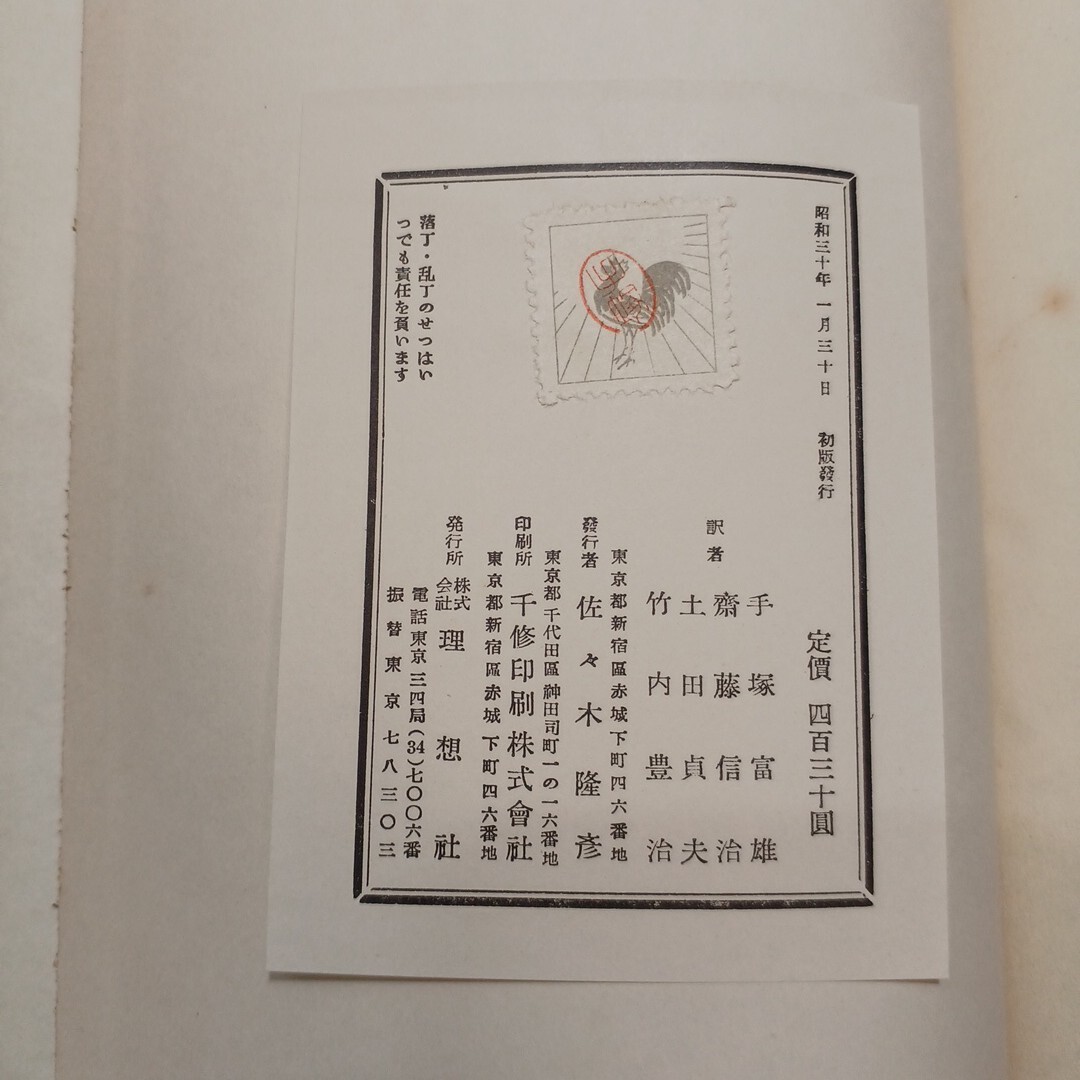 昭和三十年一月三十日　初版發行
定價　四百三十圓
訳者
手塚富雄
齋藤信治
土田貞夫
竹内豊治
東京都新宿區赤城下町四六番地
發行者　佐々木隆彥
東京都千代田區神田司町一の一六番地
印刷所　千修印刷株式會社
東京都新宿區赤城下町四六番地
発行所　株式会社　理想社
電話東京三四局(34)七〇〇六番
振替東京七八三〇三
落丁・乱丁のせつはい
つでも責任を負います